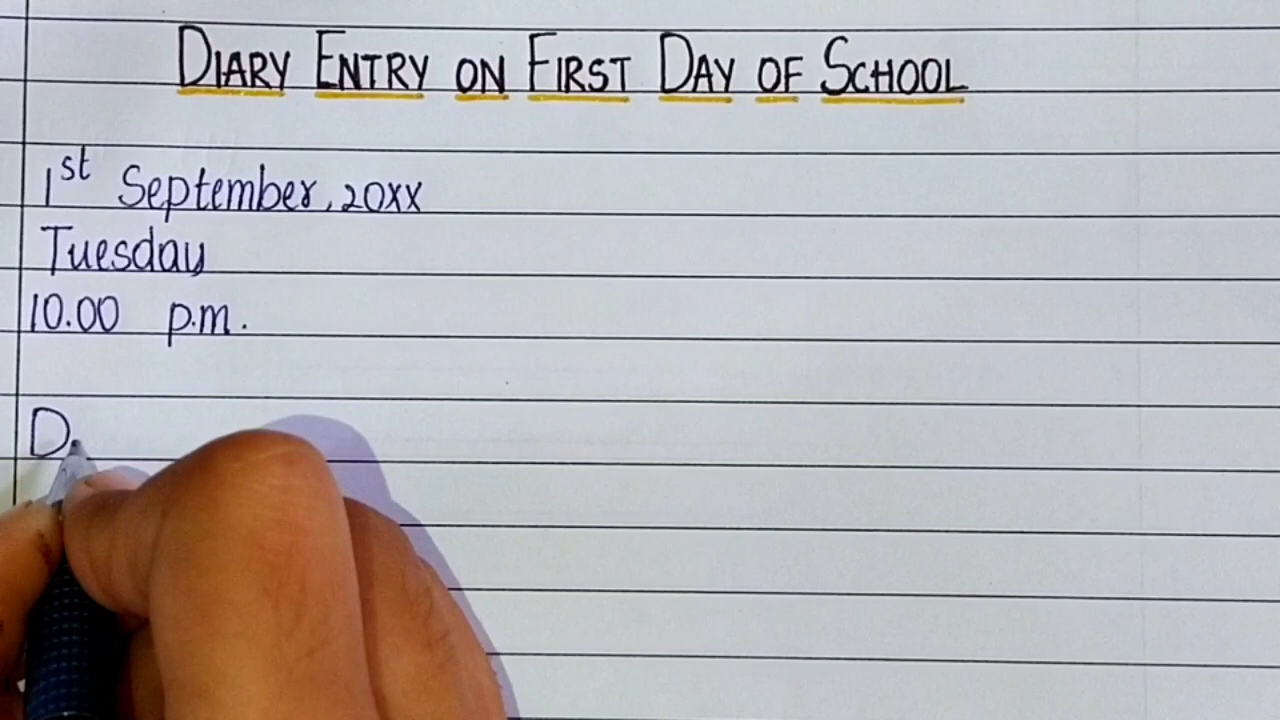 DIARY ENTRY ON FIRST DAY OF SCHOOL
1st September, 20xx
Tuesday
10.00 p.m.
D